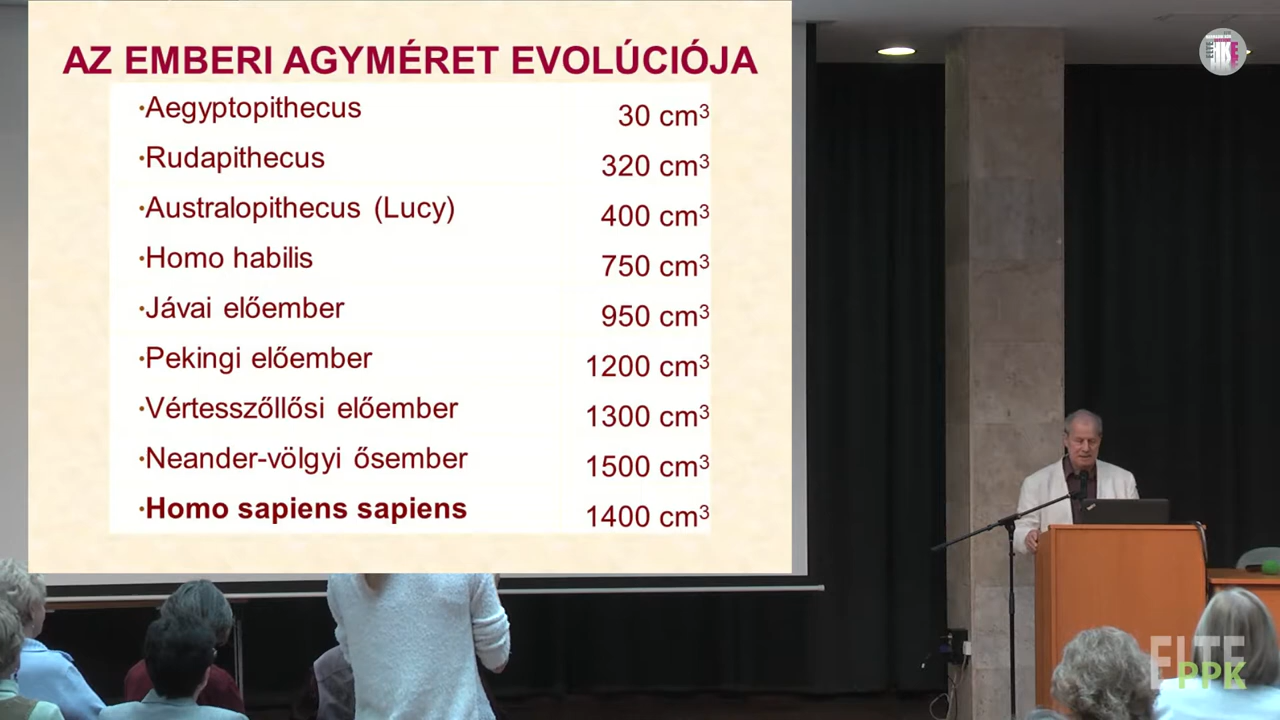 AZ EMBERI AGYMÉRET EVOLÚCIÓJA
•Aegyptopithecus 30 cm³
•Rudapithecus 320 cm³
•Australopithecus (Lucy) 400 cm³
•Homo habilis 750 cm³
•Jávai előember 950 cm³
•Pekingi előember 1200 cm³
•Vértesszőllősi előember 1300 cm³
•Neander-völgyi ősember 1500 cm³
•Homo sapiens sapiens 1400 cm³
ELTE
PPK